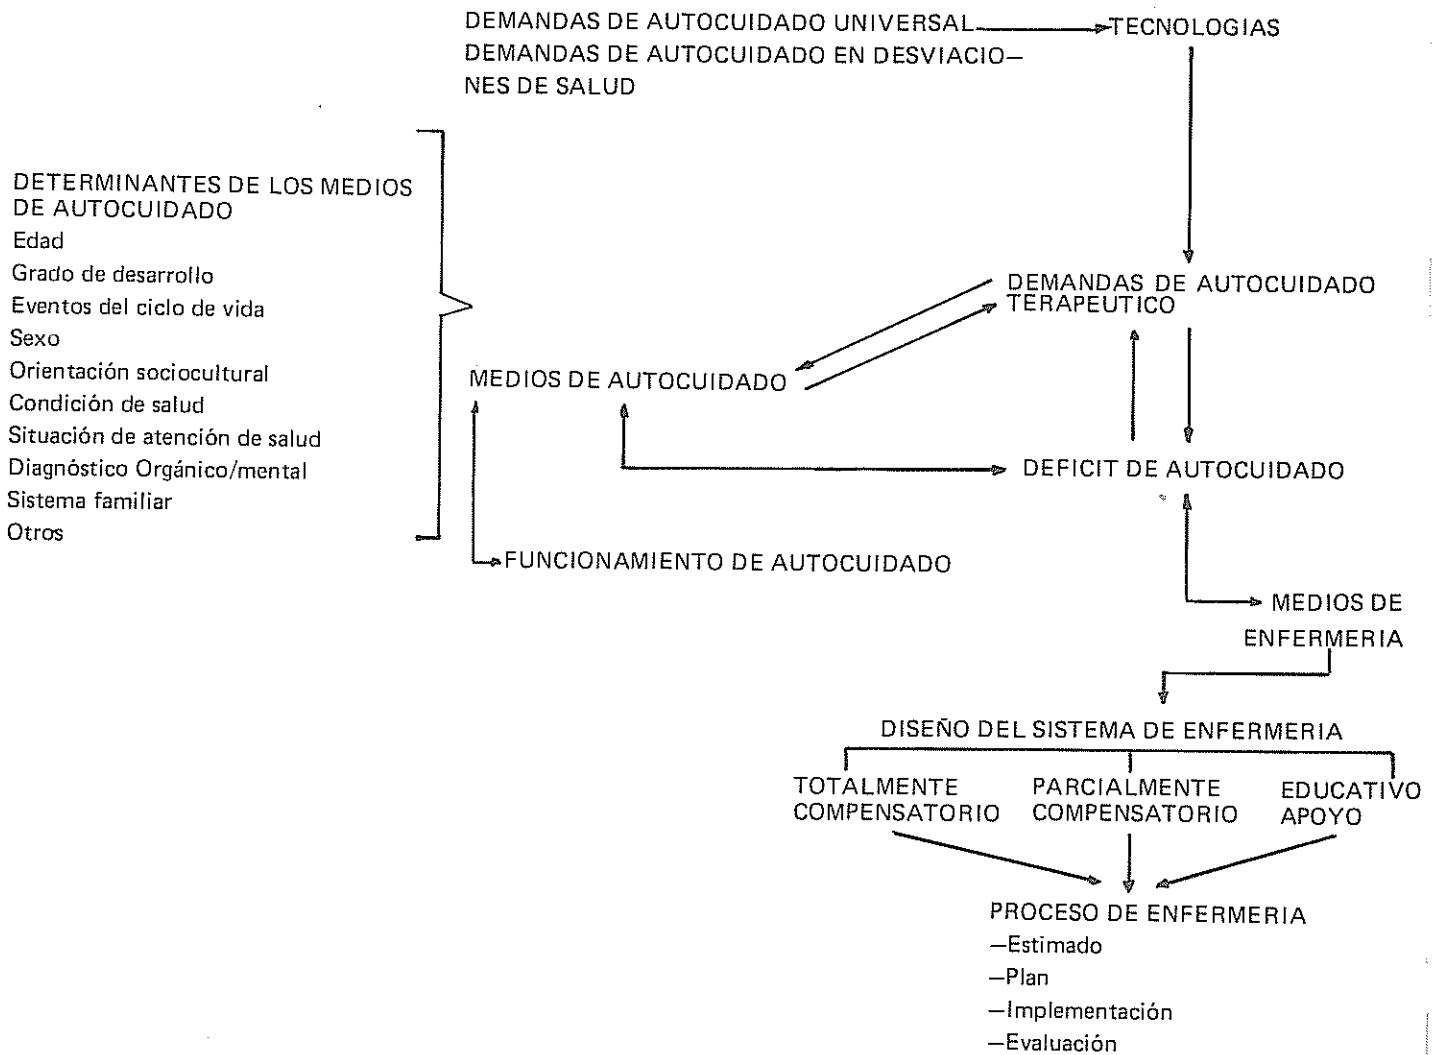 DEMANDAS DE AUTOCUIDADO UNIVERSAL
TECNOLOGIAS
DEMANDAS DE AUTOCUIDADO EN DESVIACIO—
NES DE SALUD
DETERMINANTES DE LOS MEDIOS
DE AUTOCUIDADO
Edad
Grado de desarrollo
Eventos del ciclo de vida
Sexo
Orientación sociocultural
Condición de salud
Situación de atención de salud
Diagnóstico Orgánico/mental
Sistema familiar
Otros
DEMANDAS DE AUTOCUIDADO
TERAPEUTICO
MEDIOS DE AUTOCUIDADO
DEFICIT DE AUTOCUIDADO
FUNCIONAMIENTO DE AUTOCUIDADO
MEDIOS DE
ENFERMERIA
DISEÑO DEL SISTEMA DE ENFERMERIA
TOTALMENTE
COMPENSATORIO
PARCIALMENTE
COMPENSATORIO
EDUCATIVO
APOYO
PROCESO DE ENFERMERIA
—Estimado
—Plan
—Implementación
—Evaluación